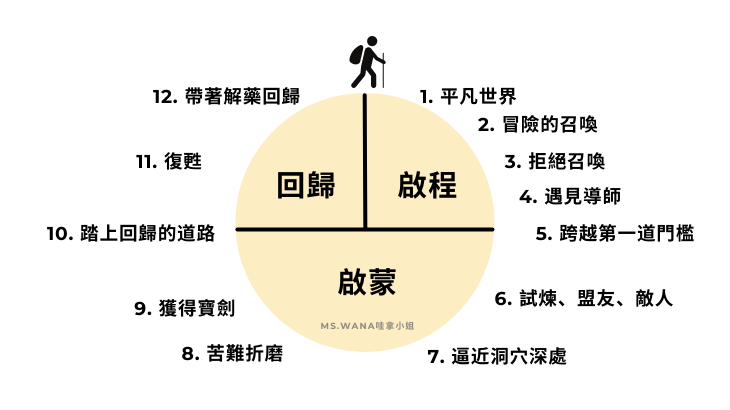 1. 平凡世界
2. 冒險的召喚
3. 拒絕召喚
4. 遇見導師
5. 跨越第一道門檻
6. 試煉、盟友、敵人
7. 逼近洞穴深處
8. 苦難折磨
9. 獲得寶劍
10. 踏上回歸的道路
11. 復甦
12. 帶著解藥回歸
回歸
啟程
啟蒙
MS.WANA哇拿小姐